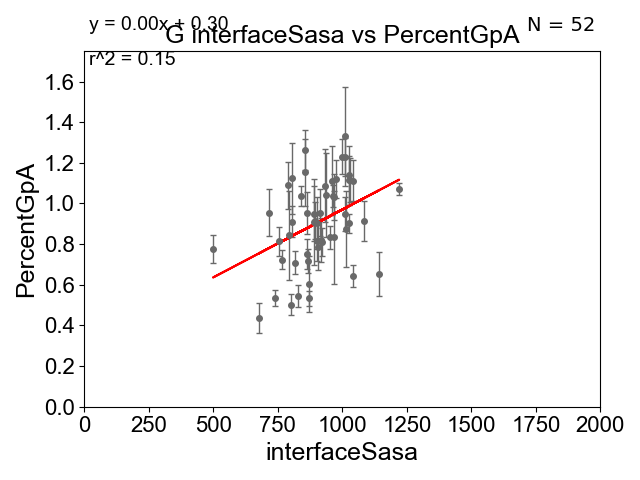 y = 0.00x + 0.30
G interfaceSasa vs PercentGpA
N = 52
r^2 = 0.15
PercentGpA
1.6
1.4
1.2
1.0
0.8
0.6
0.4
0.2
0.0
0 250 500 750 1000 1250 1500 1750 2000
interfaceSasa